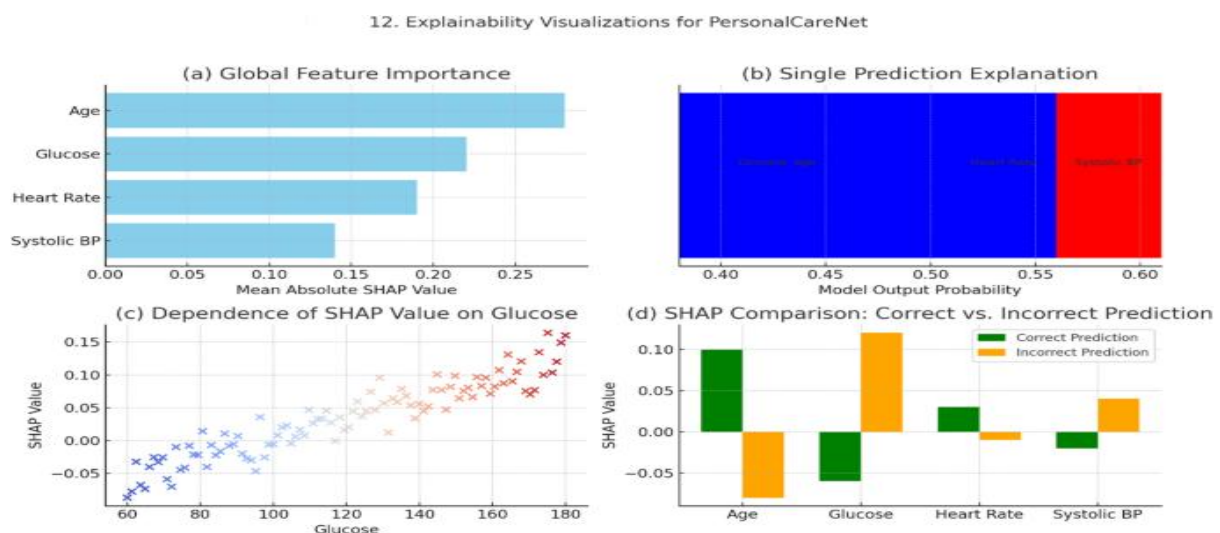 12. Explainability Visualizations for PersonalCareNet
(a) Global Feature Importance
Age
Glucose
Heart Rate
Systolic BP
0.00 0.05 0.10 0.15 0.20 0.25
Mean Absolute SHAP Value
(b) Single Prediction Explanation
Heart Rate Systolic BP
0.40 0.45 0.50 0.55 0.60
Model Output Probability
(c) Dependence of SHAP Value on Glucose
SHAP Value
0.15
0.10
0.05
0.00
−0.05
60 80 100 120 140 160 180
Glucose
(d) SHAP Comparison: Correct vs. Incorrect Prediction
Correct Prediction
Incorrect Prediction
SHAP Value
0.10
0.05
0.00
−0.05
Age Glucose Heart Rate Systolic BP